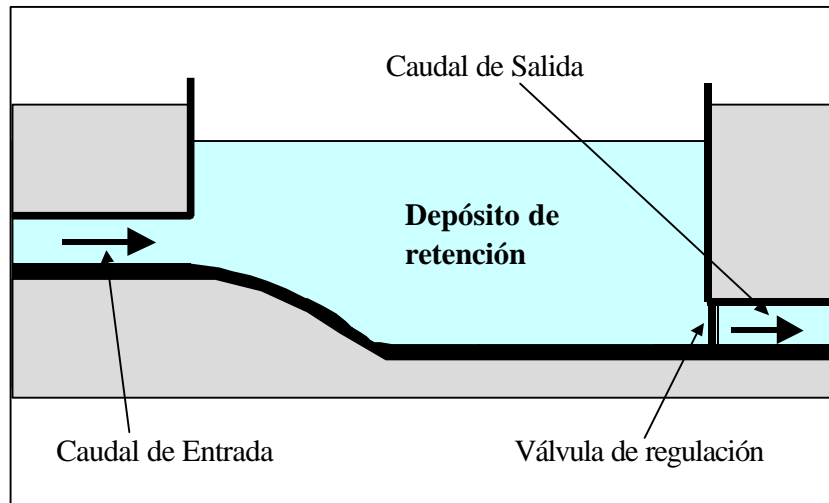 Caudal de Salida
Depósito de
retención
Caudal de Entrada
Válvula de regulación